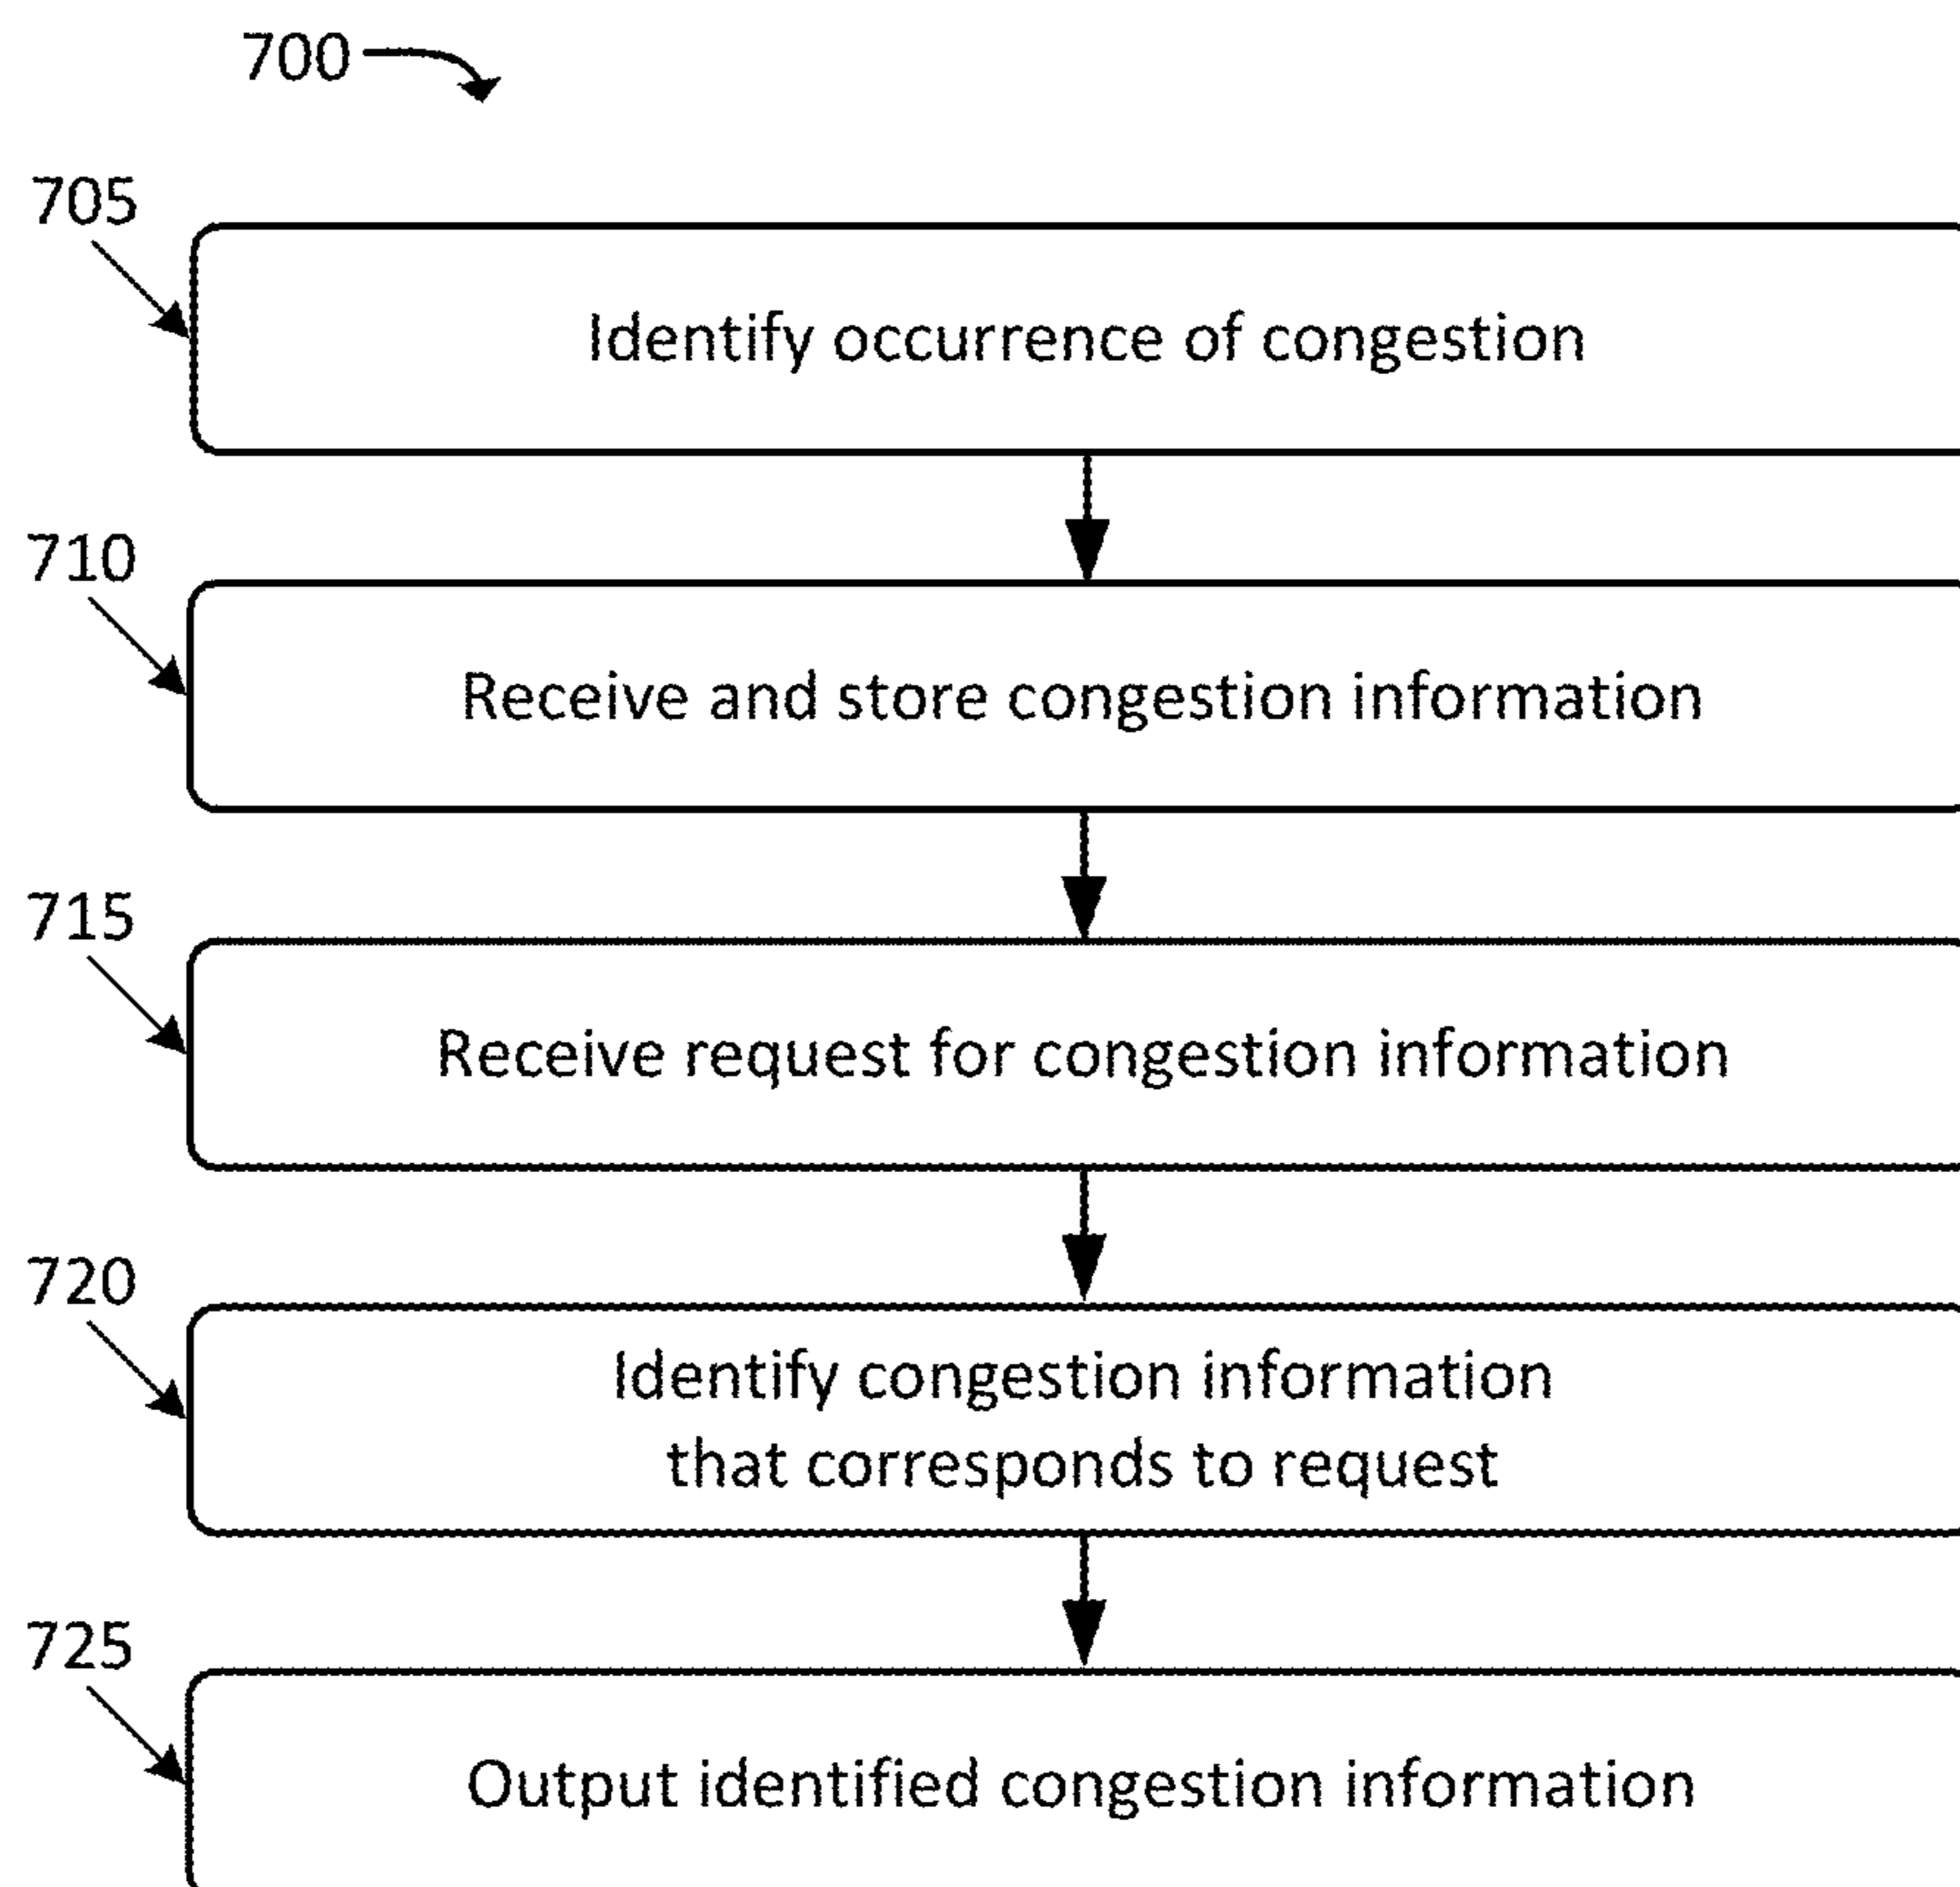 700
705
Identify occurrence of congestion
710
Receive and store congestion information
715
Receive request for congestion information
720
Identify congestion information
that corresponds to request
725
Output identified congestion information